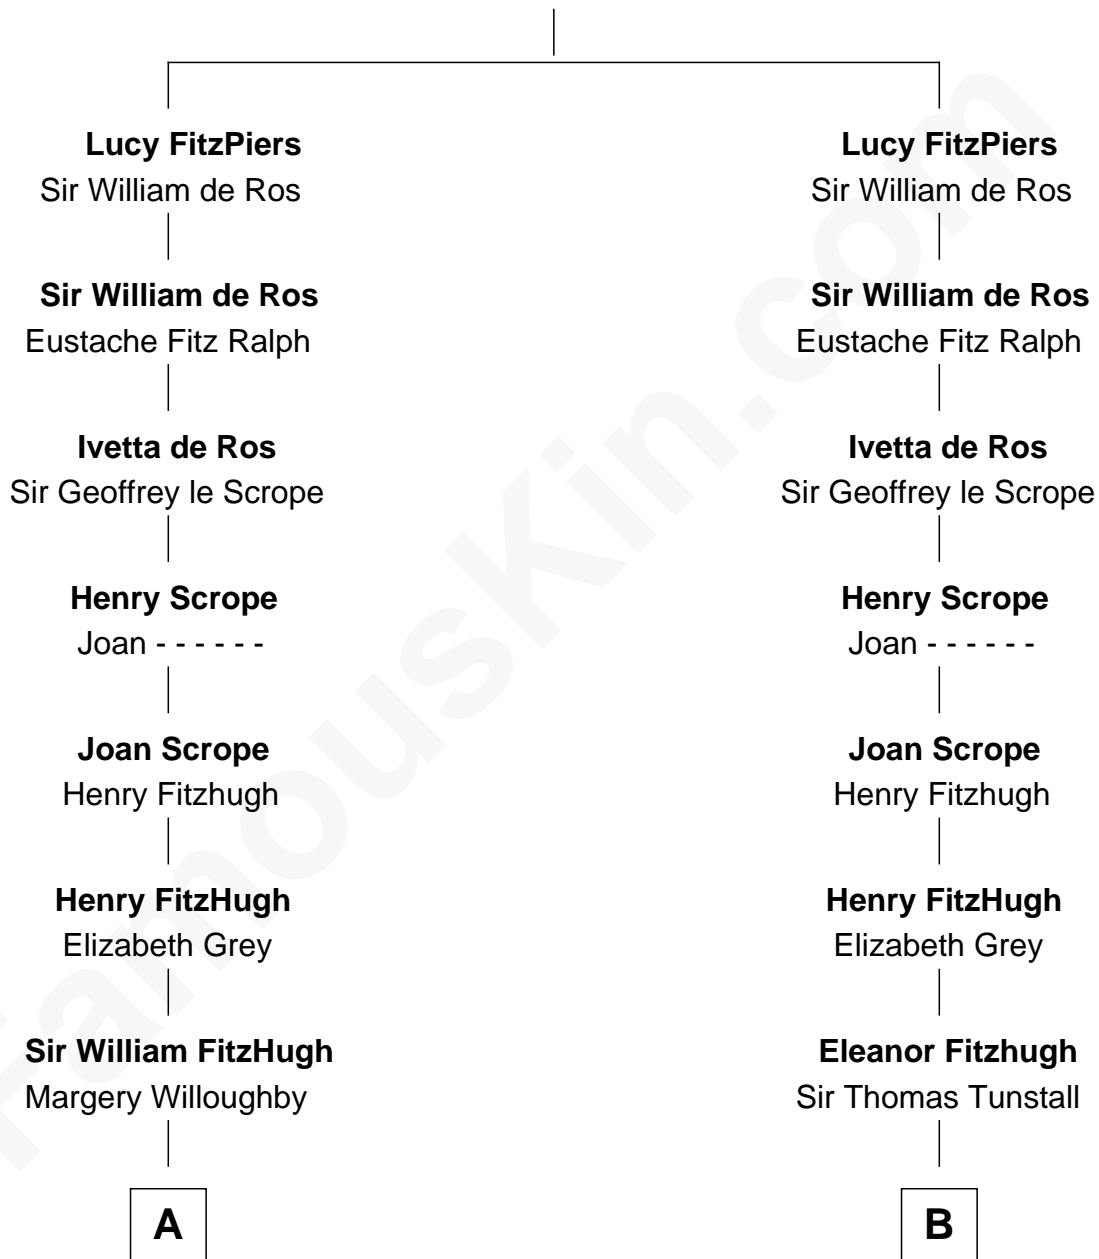 Lucy FitzPiers
Sir William de Ros
Sir William de Ros
Eustache Fitz Ralph
Ivetta de Ros
Sir Geoffrey le Scrope
Henry Scrope
Joan - - - - - -
Joan Scrope
Henry Fitzhugh
Henry FitzHugh
Elizabeth Grey
Sir William FitzHugh
Margery Willoughby
A
Lucy FitzPiers
Sir William de Ros
Sir William de Ros
Eustache Fitz Ralph
Ivetta de Ros
Sir Geoffrey le Scrope
Henry Scrope
Joan - - - - - -
Joan Scrope
Henry Fitzhugh
Henry FitzHugh
Elizabeth Grey
Eleanor Fitzhugh
Sir Thomas Tunstall
B
FamousKin.com